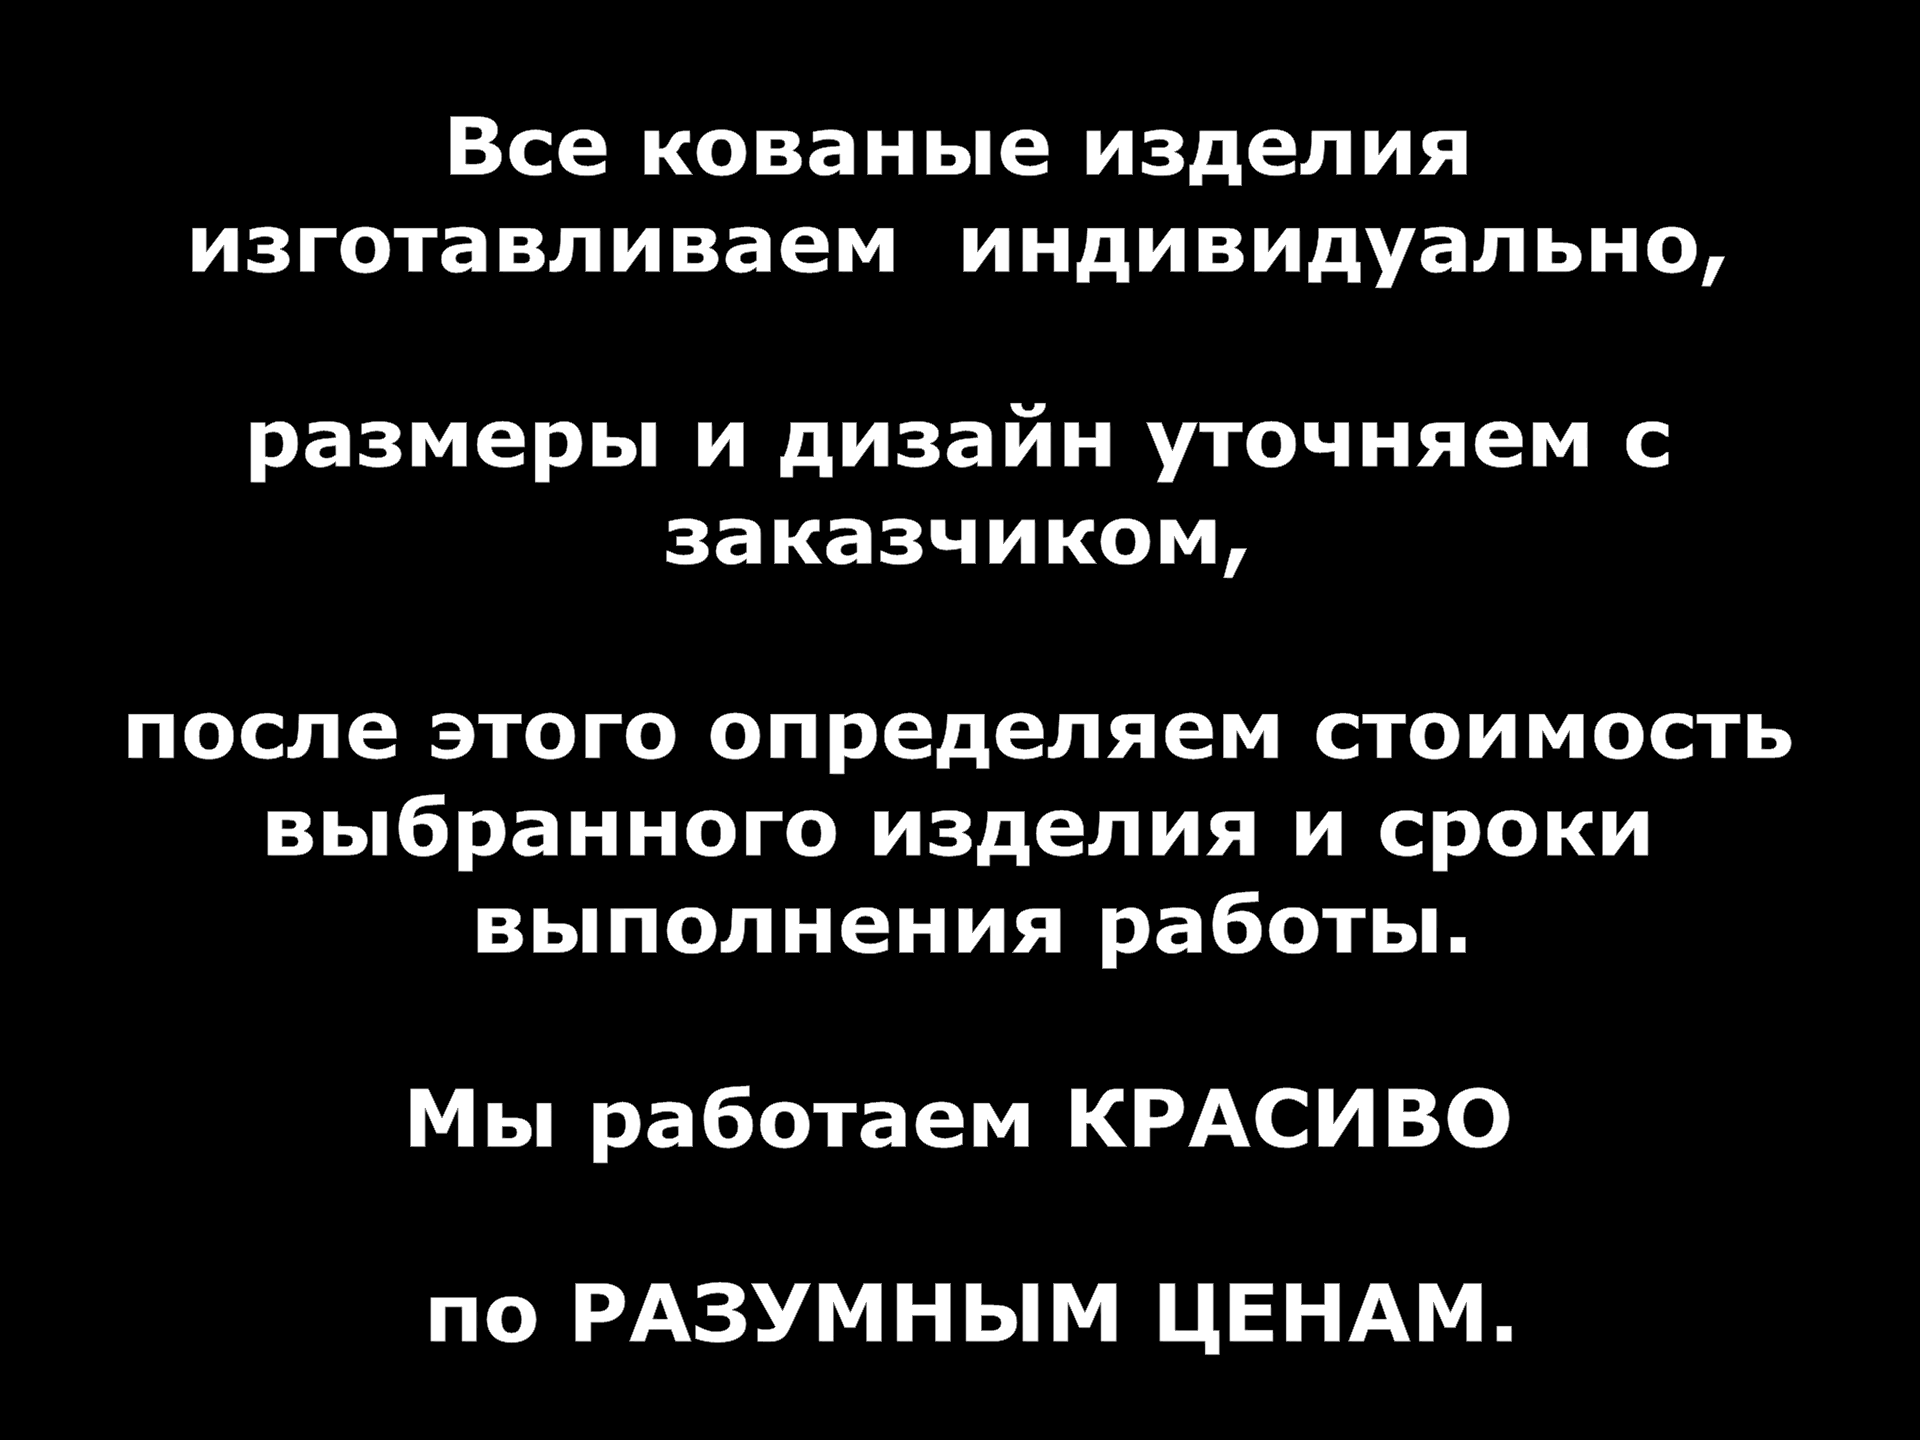 Все кованые изделия
изготавливаем  индивидуально,
размеры и дизайн уточняем с
заказчиком,
после этого определяем стоимость
выбранного изделия и сроки
выполнения работы.
Мы работаем КРАСИВО
по РАЗУМНЫМ ЦЕНАМ.